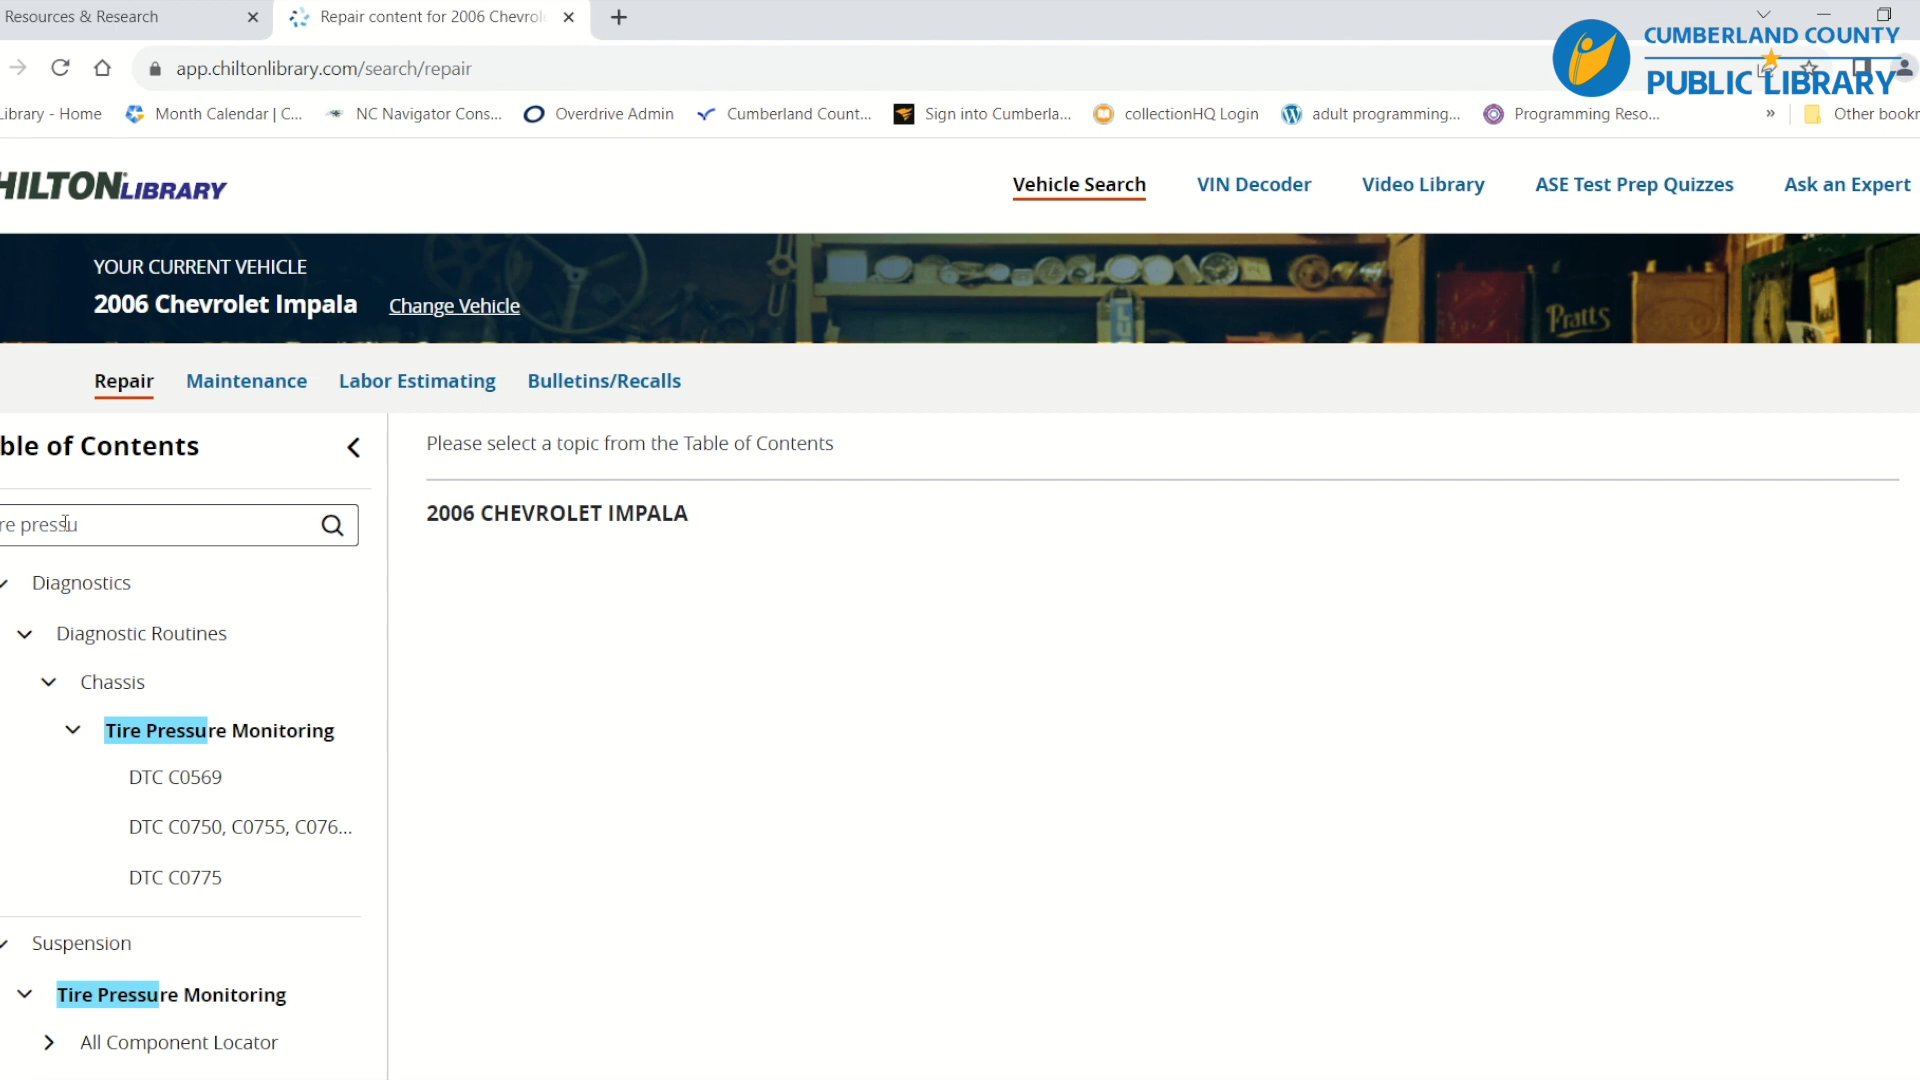 Resources & Research
Repair content for 2006 Chevrol
CUMBERLAND COUNTY
PUBLIC LIBRARY
app.chiltonlibrary.com/search/repair
ibrary - Home
Month Calendar | C...
NC Navigator Cons...
Overdrive Admin
Cumberland Count...
Sign into Cumberla...
collectionHQ Login
adult programming...
Programming Reso...
»
Other bookr
HILTON LIBRARY
Vehicle Search
VIN Decoder
Video Library
ASE Test Prep Quizzes
Ask an Expert
YOUR CURRENT VEHICLE
2006 Chevrolet Impala
Change Vehicle
Pratts
Repair
Maintenance
Labor Estimating
Bulletins/Recalls
ble of Contents
Please select a topic from the Table of Contents
re pressu
2006 CHEVROLET IMPALA
Diagnostics
Diagnostic Routines
Chassis
Tire Pressure Monitoring
DTC C0569
DTC C0750, C0755, C076...
DTC C0775
Suspension
Tire Pressure Monitoring
All Component Locator